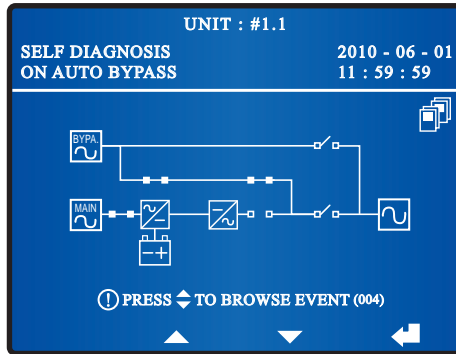 UNIT : #1.1
SELF DIAGNOSIS 2010 - 06 - 01
ON AUTO BYPASS 11 : 59 : 59
BYPA.
MAIN
! PRESS TO BROWSE EVENT (004)